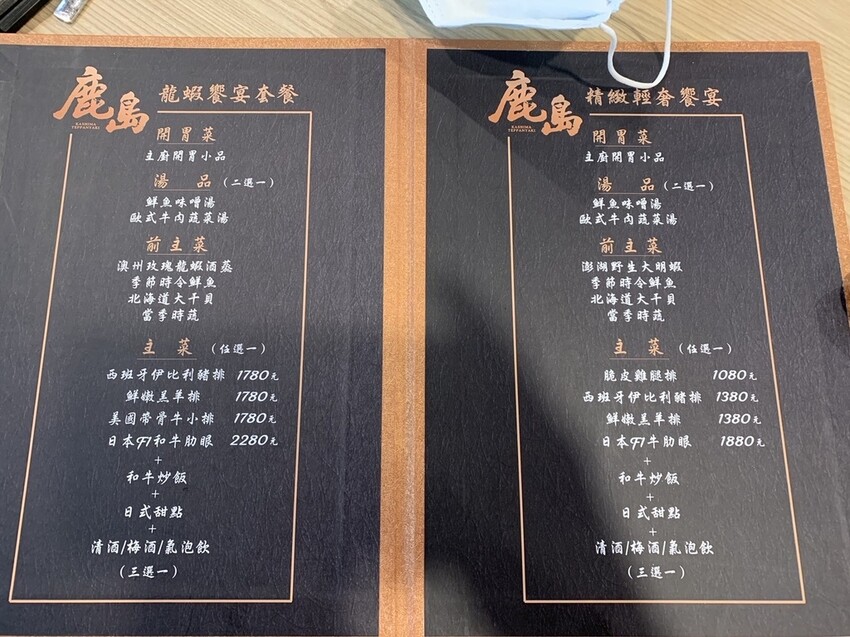 鹿島
KASHIMA
TEPPANYAKI
龍蝦饗宴套餐
開胃菜
主廚開胃小品
湯 品 (二選一)
鮮魚味噌湯
歐式牛肉蔬菜湯
前主菜
澳州玫瑰龍蝦酒蒸
季節時令鮮魚
北海道大干貝
當季時蔬
主 菜 (任選一)
西班牙伊比利豬排 1780元
鮮嫩羔羊排 1780元
美國帶骨牛小排 1780元
日本F1和牛肋眼 2280元
+
和牛炒飯
+
日式甜點
+
清酒/梅酒/氣泡飲
(三選一)
鹿島
KASHIMA
TEPPANYAKI
精緻輕奢饗宴
開胃菜
主廚開胃小品
湯 品 (二選一)
鮮魚味噌湯
歐式牛肉蔬菜湯
前主菜
澎湖野生大明蝦
季節時令鮮魚
北海道大干貝
當季時蔬
主 菜 (任選一)
脆皮雞腿排 1080元
西班牙伊比利豬排 1380元
鮮嫩羔羊排 1380元
日本F1牛肋眼 1880元
+
和牛炒飯
+
日式甜點
+
清酒/梅酒/氣泡飲
(三選一)